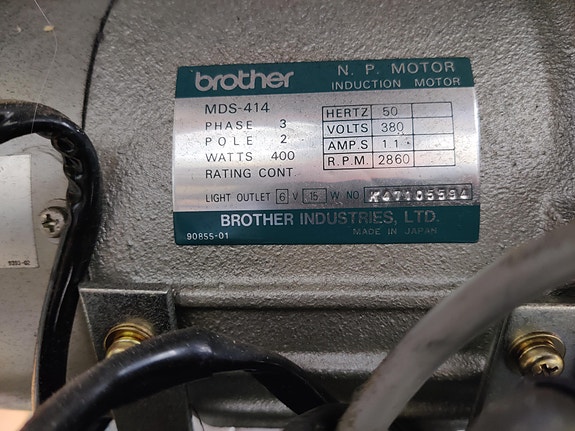 brother
N. P. MOTOR
INDUCTION MOTOR
MDS-414
PHASE 3
POLE 2
WATTS 400
RATING CONT.
HERTZ 50
VOLTS 380
AMP.S 1 1
R.P.M. 2860
LIGHT OUTLET 6 V 15 W NO K47105594
BROTHER INDUSTRIES, LTD.
90855-01
MADE IN JAPAN